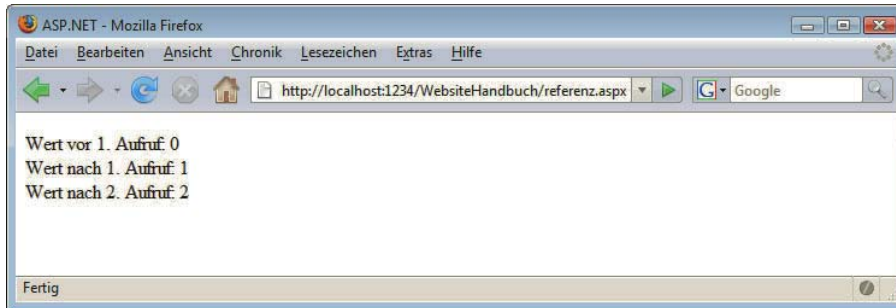 ASP.NET - Mozilla Firefox
Datei Bearbeiten Ansicht Chronik Lesezeichen Extras Hilfe
http://localhost:1234/WebsiteHandbuch/referenz.aspx G Google
Wert vor 1. Aufruf: 0
Wert nach 1. Aufruf: 1
Wert nach 2. Aufruf: 2
Fertig